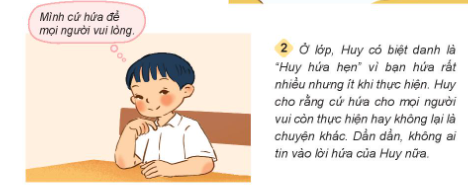 Mình cứ hứa để
mọi người vui lòng.
2 Ở lớp, Huy có biệt danh là
“Huy hứa hẹn” vì bạn hứa rất
nhiều nhưng ít khi thực hiện. Huy
cho rằng cứ hứa cho mọi người
vui còn thực hiện hay không lại là
chuyện khác. Dần dần, không ai
tin vào lời hứa của Huy nữa.